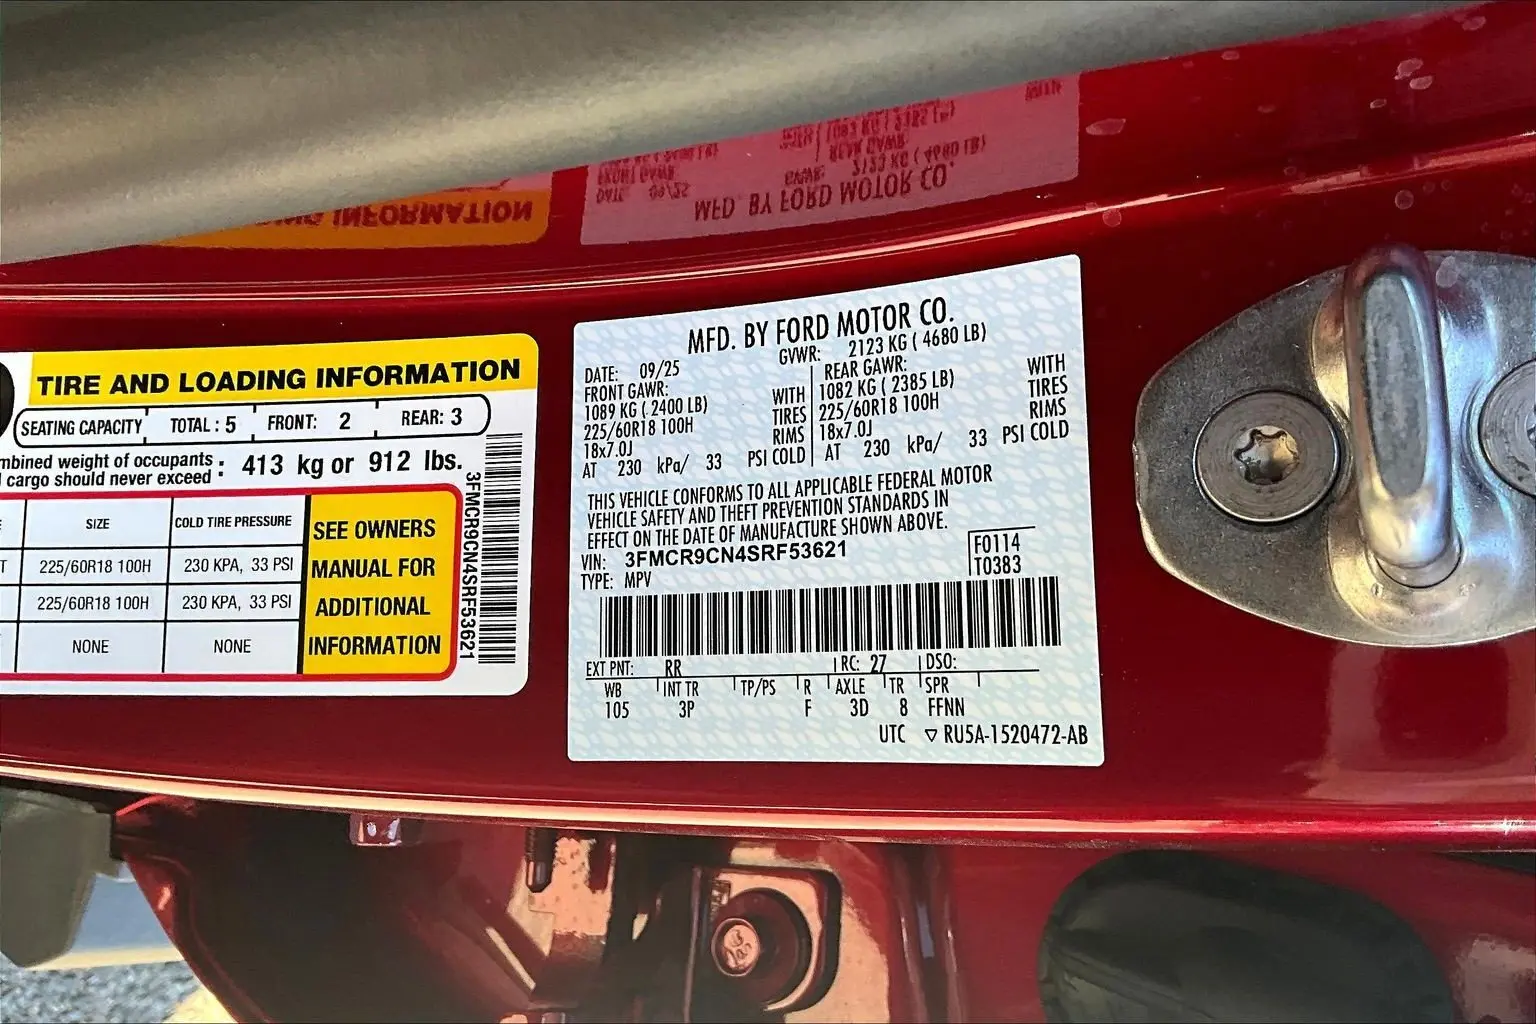 TIRE AND LOADING INFORMATION
SEATING CAPACITY TOTAL : 5 FRONT: 2 REAR: 3
mbined weight of occupants
cargo should never exceed : 413 kg or 912 lbs.
SIZE COLD TIRE PRESSURE
225/60R18 100H 230 KPA, 33 PSI
225/60R18 100H 230 KPA, 33 PSI
NONE NONE
SEE OWNERS
MANUAL FOR
ADDITIONAL
INFORMATION
3FMCR9CN4SRF53621
MFD. BY FORD MOTOR CO.
DATE: 09/25 GVWR: 2123 KG ( 4680 LB)
FRONT GAWR: REAR GAWR:
1089 KG ( 2400 LB) WITH 1082 KG ( 2385 LB) WITH
225/60R18 100H TIRES 225/60R18 100H TIRES
18x7.0J RIMS 18x7.0J RIMS
AT 230 kPa/ 33 PSI COLD AT 230 kPa/ 33 PSI COLD
THIS VEHICLE CONFORMS TO ALL APPLICABLE FEDERAL MOTOR
VEHICLE SAFETY AND THEFT PREVENTION STANDARDS IN
EFFECT ON THE DATE OF MANUFACTURE SHOWN ABOVE.
VIN: 3FMCR9CN4SRF53621 F0114
TYPE: MPV T0383
EXT PNT: RR RC: 27 DSO:
WB INT TR TP/PS R AXLE TR SPR
105 3P F 3D 8 FFNN
UTC ▽ RU5A-1520472-AB